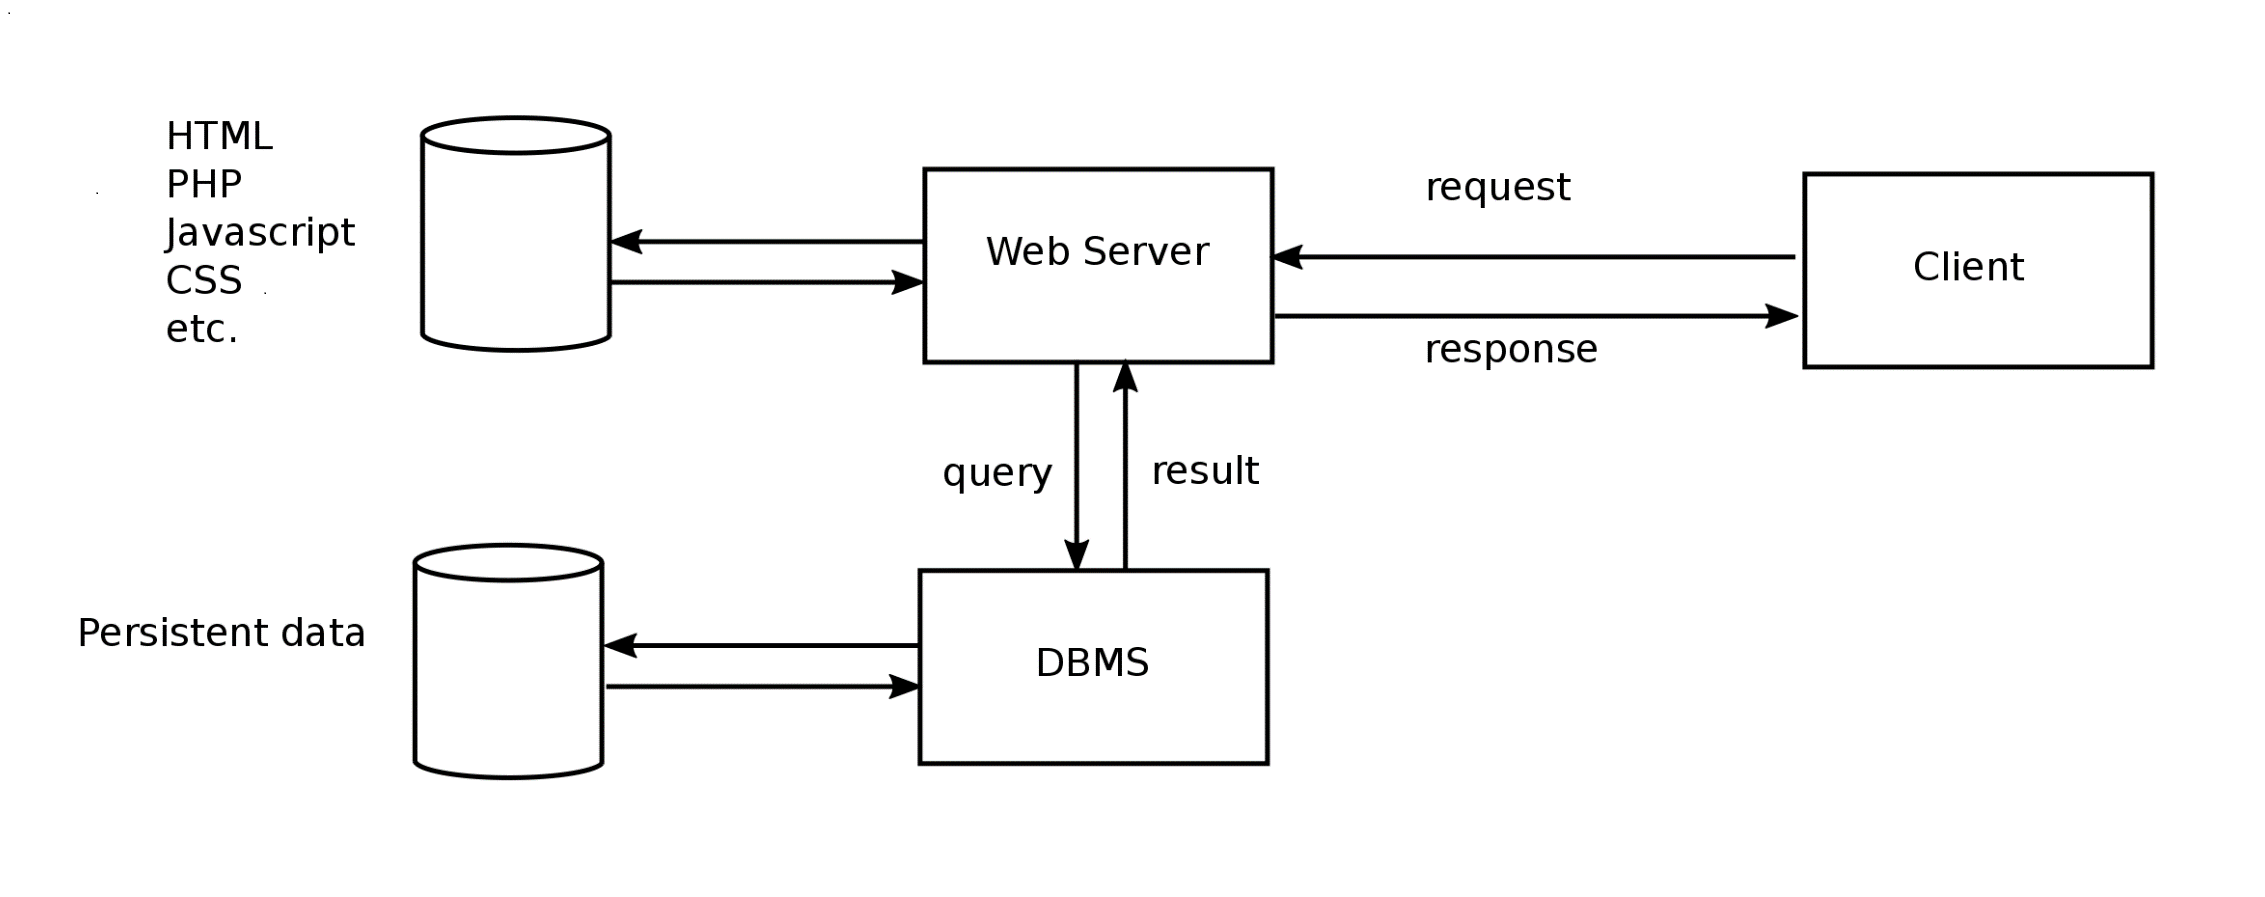 HTML
PHP
Javascript
CSS
etc.
Web Server
request
response
Client
query
result
Persistent data
DBMS